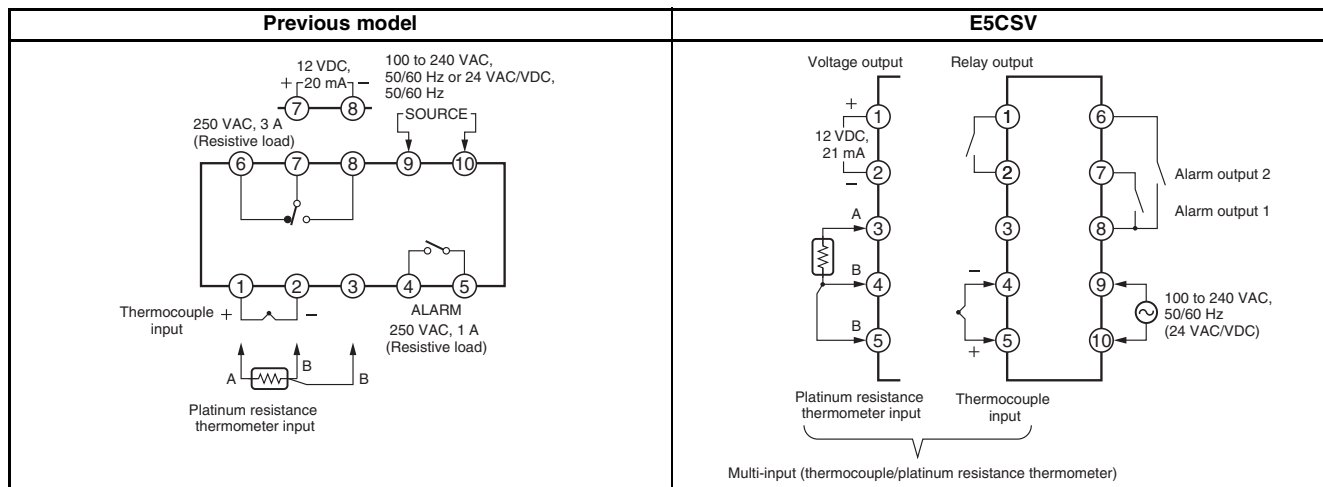 Previous model
E5CSV
12 VDC,
+ 20 mA −
7 8
100 to 240 VAC,
50/60 Hz or 24 VAC/VDC,
50/60 Hz
SOURCE
250 VAC, 3 A
(Resistive load)
6 7 8 9 10
1 2 3 4 5
Thermocouple
input
+ −
ALARM
250 VAC, 1 A
(Resistive load)
A B B
Platinum resistance
thermometer input
Voltage output
+
1
12 VDC,
21 mA
2
−
A
3
B
4
B
5
Platinum resistance
thermometer input
Relay output
1
2
3
−
4
+
5
Thermocouple
input
6
7
8
9
10
Alarm output 2
Alarm output 1
100 to 240 VAC,
50/60 Hz
(24 VAC/VDC)
Multi-input (thermocouple/platinum resistance thermometer)